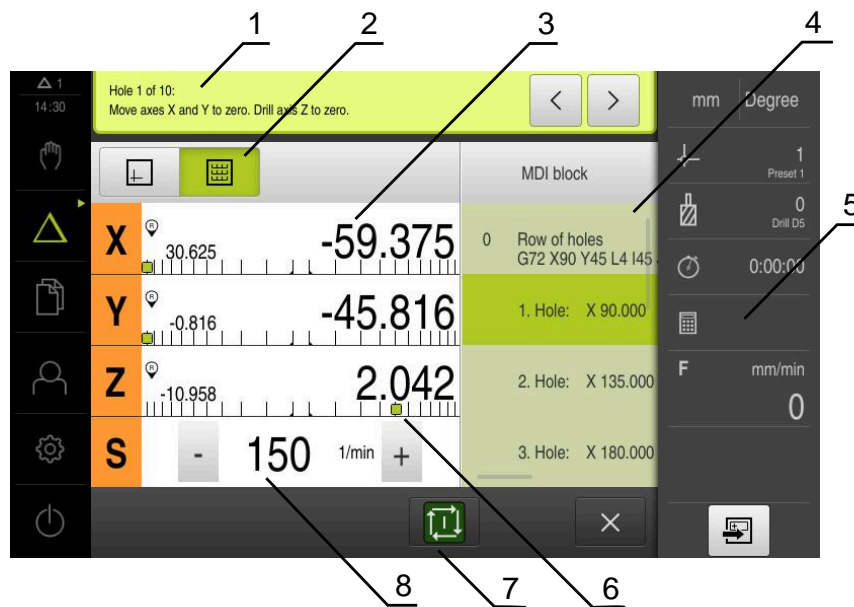 1
2
3
4
1
14:30
Hole 1 of 10:
Move axes X and Y to zero. Drill axis Z to zero.
<
>
mm
Degree
MDI block
1
Preset 1
0
Drill D5
5
X
R
30.625
-59.375
0
Row of holes
G72 X90 Y45 L4 I45
0:00:00
Y
R
-0.816
-45.816
1. Hole: X 90.000
Z
R
-10.958
2.042
2. Hole: X 135.000
F
mm/min
0
S
-
150
1/min
+
3. Hole: X 180.000
I
8
7
6